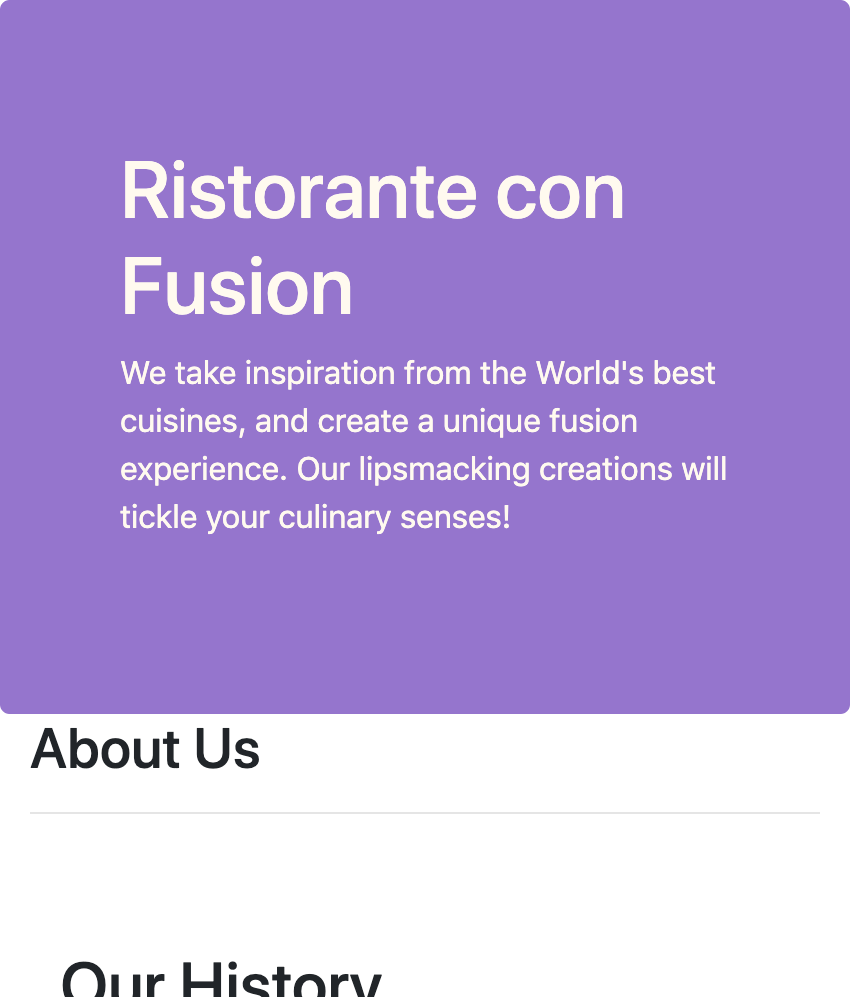 Ristorante con
Fusion
We take inspiration from the World's best
cuisines, and create a unique fusion
experience. Our lipsmacking creations will
tickle your culinary senses!
About Us
Our History